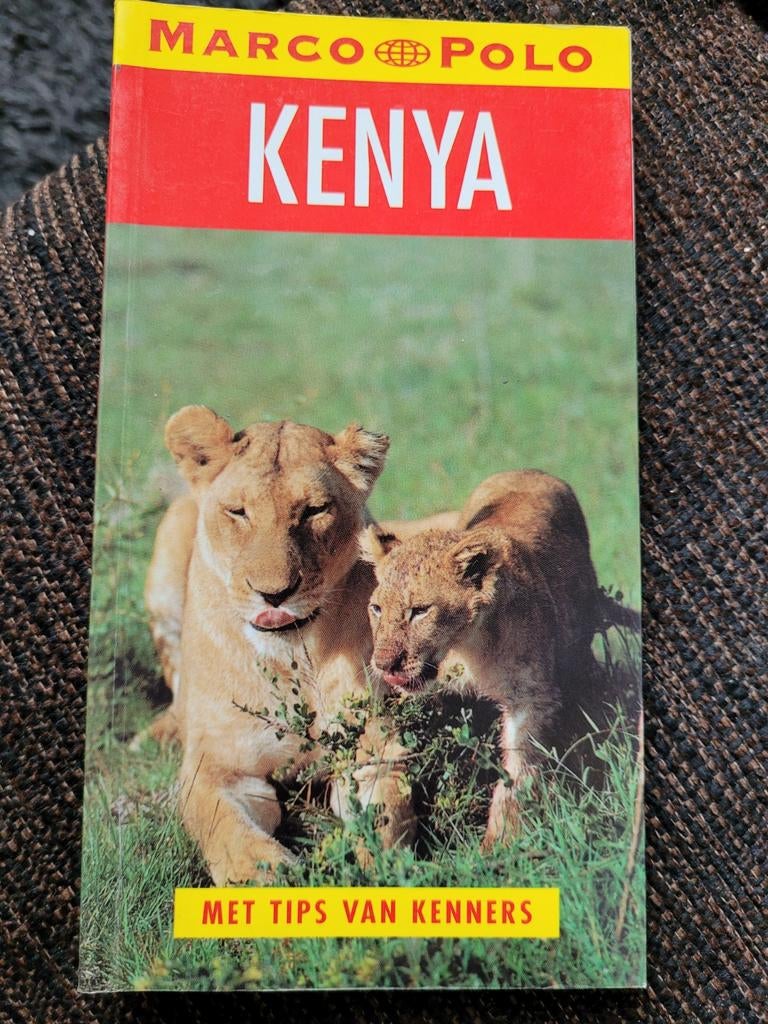 MARCO POLO
KENYA
MET TIPS VAN KENNERS